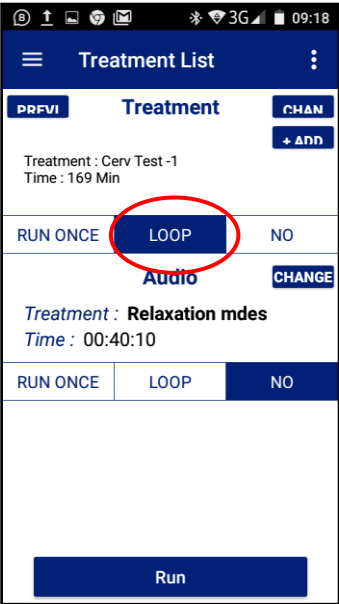 3G 09:18
Treatment List
PREVI Treatment CHAN
+ ADD
Treatment : Cerv Test -1
Time : 169 Min
RUN ONCE LOOP NO
Audio CHANGE
Treatment : Relaxation mdes
Time : 00:40:10
RUN ONCE LOOP NO
Run